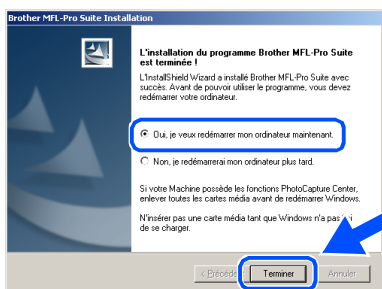 Brother MFL-Pro Suite Installation
L'installation du programme Brother MFL-Pro Suite
est terminée !
L'InstallShield Wizard a installé Brother MFL-Pro Suite avec
succès. Avant de pouvoir utiliser le programme, vous devez
redémarrer votre ordinateur.
Oui, je veux redémarrer mon ordinateur maintenant.
Non, je redémarrerai mon ordinateur plus tard.
Si votre Machine possède les fonctions PhotoCapture Center,
enlever toutes les cartes média avant de redémarrer Windows.
N'insérer pas une carte média tant que Windows n'a pas
de se charger.
< Terminer Annuler